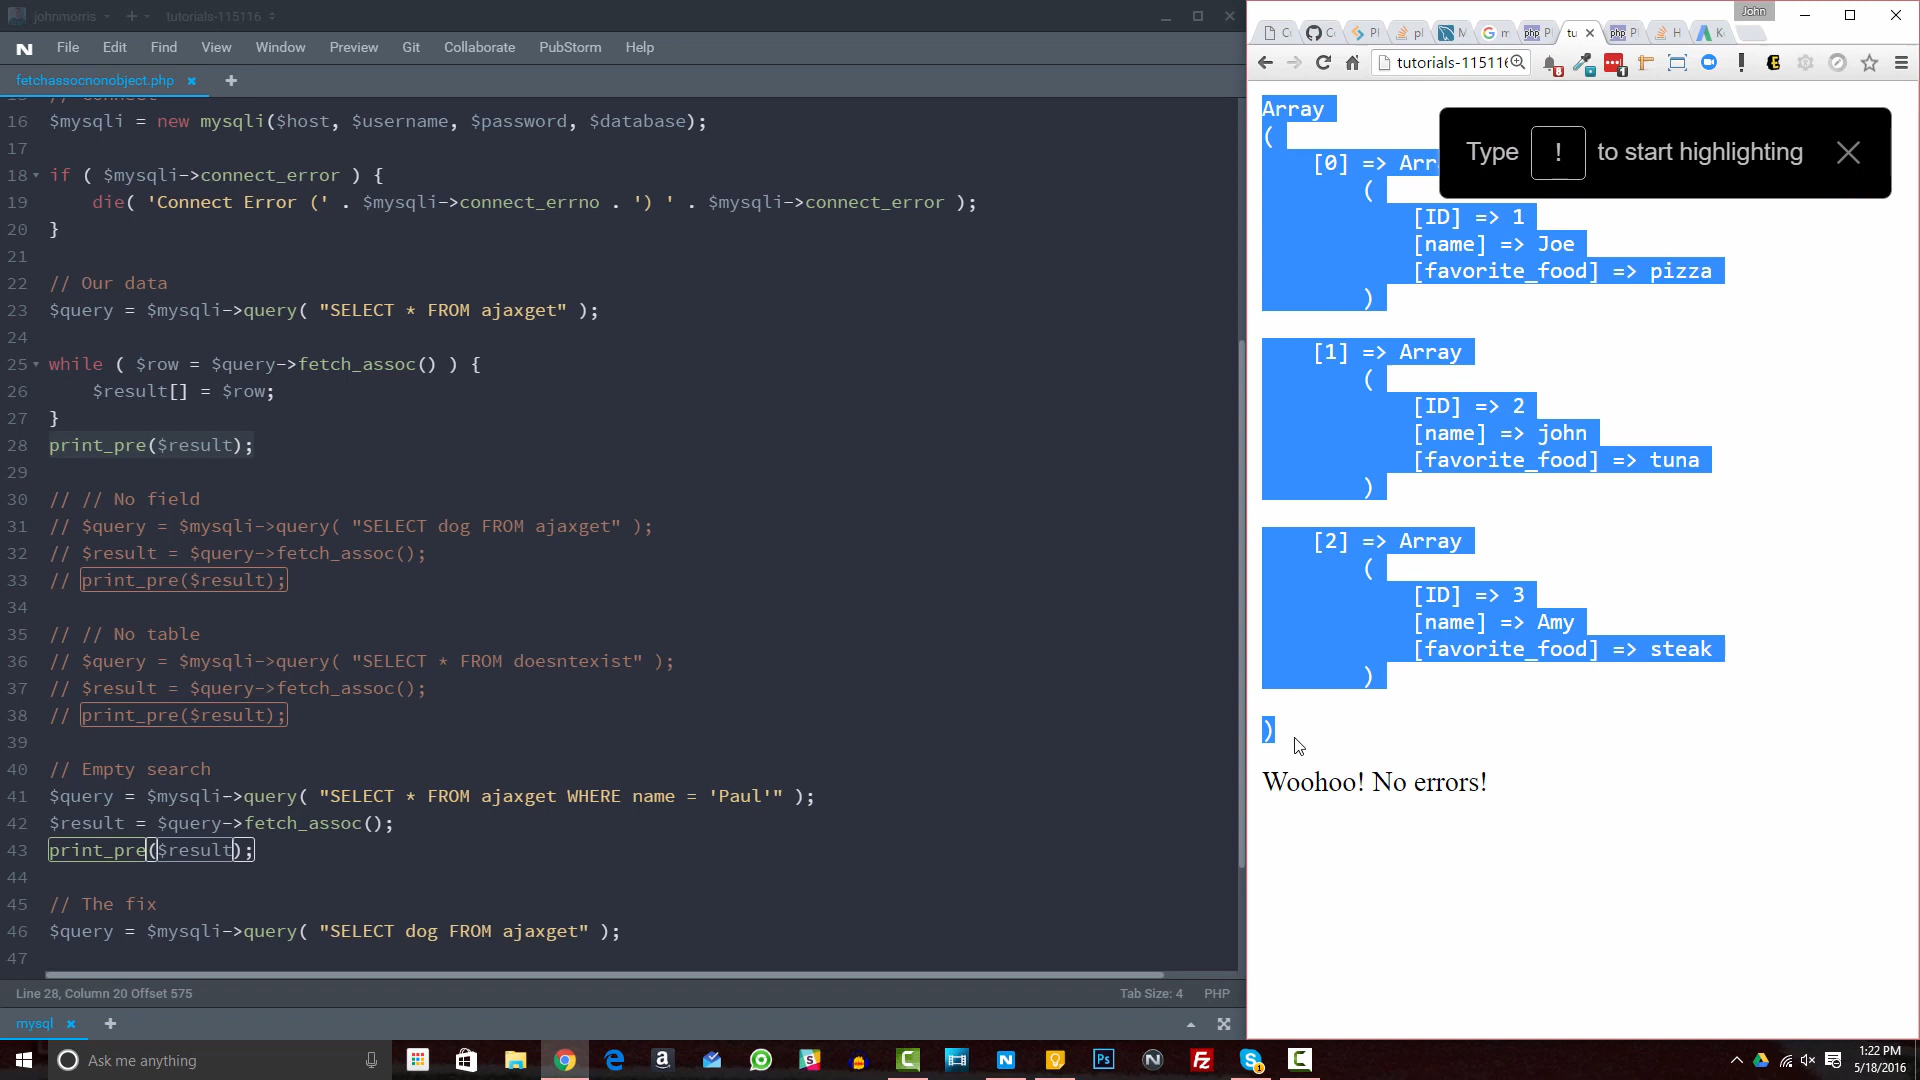 johnmorris
tutorials-115116
File Edit Find View Window Preview Git Collaborate PubStorm Help
fetchassocnonobject.php
16 $mysqli = new mysqli($host, $username, $password, $database);
17
18 if ( $mysqli->connect_error ) {
19 die( 'Connect Error (' . $mysqli->connect_errno . ') ' . $mysqli->connect_error );
20 }
21
22 // Our data
23 $query = $mysqli->query( "SELECT * FROM ajaxget" );
24
25 while ( $row = $query->fetch_assoc() ) {
26 $result[] = $row;
27 }
28 print_pre($result);
29
30 // // No field
31 // $query = $mysqli->query( "SELECT dog FROM ajaxget" );
32 // $result = $query->fetch_assoc();
33 // print_pre($result);
34
35 // // No table
36 // $query = $mysqli->query( "SELECT * FROM doesntexist" );
37 // $result = $query->fetch_assoc();
38 // print_pre($result);
39
40 // Empty search
41 $query = $mysqli->query( "SELECT * FROM ajaxget WHERE name = 'Paul'" );
42 $result = $query->fetch_assoc();
43 print_pre($result);
44
45 // The fix
46 $query = $mysqli->query( "SELECT dog FROM ajaxget" );
47
Line 28, Column 20 Offset 575
Tab Size: 4 PHP
mysql
Ask me anything
John
tutorials-11511
Type ! to start highlighting
Array
(
[0] => Arr
(
[ID] => 1
[name] => Joe
[favorite_food] => pizza
)
[1] => Array
(
[ID] => 2
[name] => john
[favorite_food] => tuna
)
[2] => Array
(
[ID] => 3
[name] => Amy
[favorite_food] => steak
)
)
Woohoo! No errors!
1:22 PM
5/18/2016